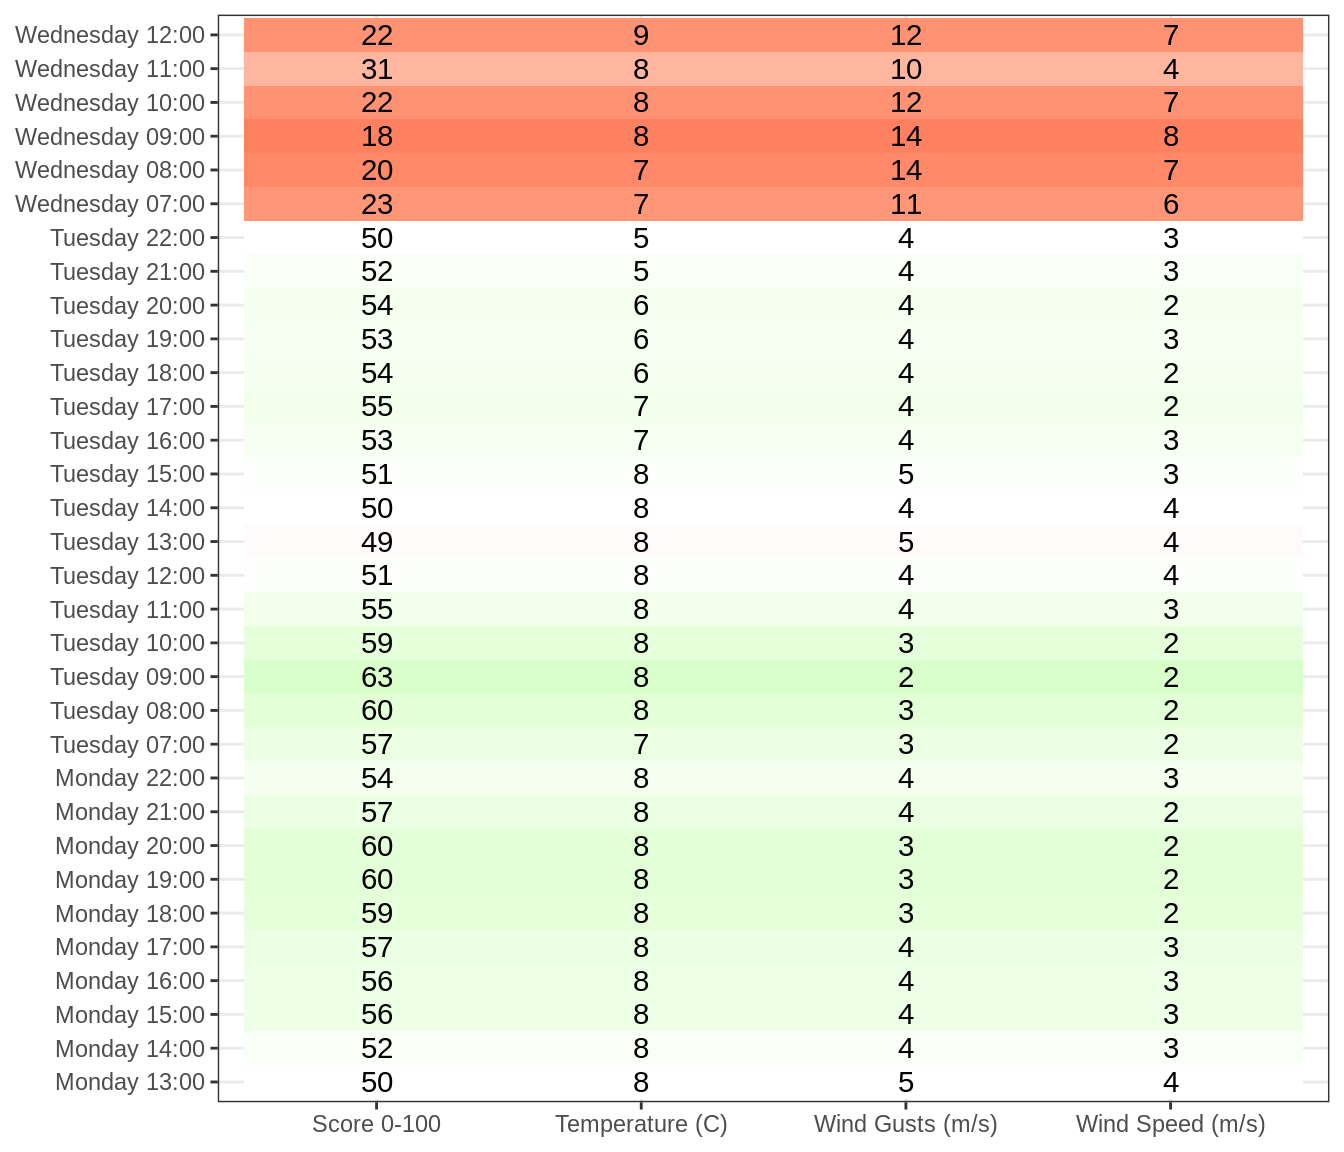 Wednesday 12:00 22 9 12 7
Wednesday 11:00 31 8 10 4
Wednesday 10:00 22 8 12 7
Wednesday 09:00 18 8 14 8
Wednesday 08:00 20 7 14 7
Wednesday 07:00 23 7 11 6
Tuesday 22:00 50 5 4 3
Tuesday 21:00 52 5 4 3
Tuesday 20:00 54 6 4 2
Tuesday 19:00 53 6 4 3
Tuesday 18:00 54 6 4 2
Tuesday 17:00 55 7 4 2
Tuesday 16:00 53 7 4 3
Tuesday 15:00 51 8 5 3
Tuesday 14:00 50 8 4 4
Tuesday 13:00 49 8 5 4
Tuesday 12:00 51 8 4 4
Tuesday 11:00 55 8 4 3
Tuesday 10:00 59 8 3 2
Tuesday 09:00 63 8 2 2
Tuesday 08:00 60 8 3 2
Tuesday 07:00 57 7 3 2
Monday 22:00 54 8 4 3
Monday 21:00 57 8 4 2
Monday 20:00 60 8 3 2
Monday 19:00 60 8 3 2
Monday 18:00 59 8 3 2
Monday 17:00 57 8 4 3
Monday 16:00 56 8 4 3
Monday 15:00 56 8 4 3
Monday 14:00 52 8 4 3
Monday 13:00 50 8 5 4
Score 0-100 Temperature (C) Wind Gusts (m/s) Wind Speed (m/s)